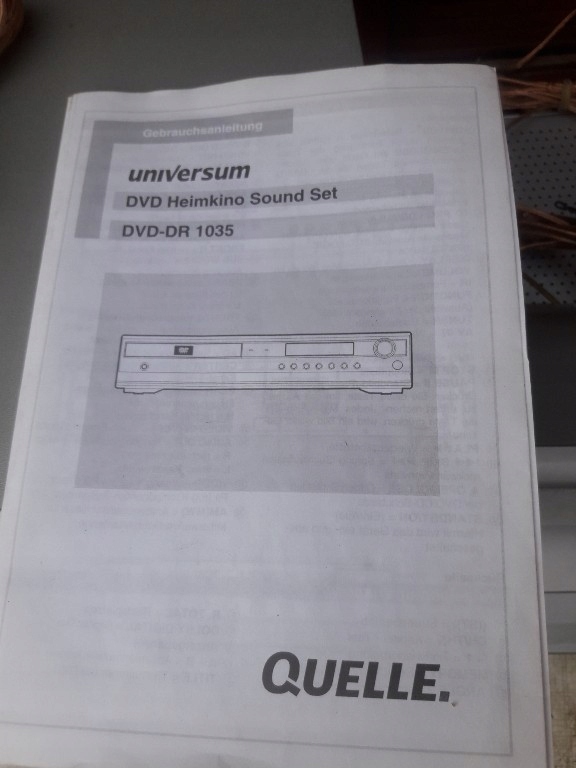 Gebrauchsanleitung
universum
DVD Heimkino Sound Set
DVD-DR 1035
QUELLE.